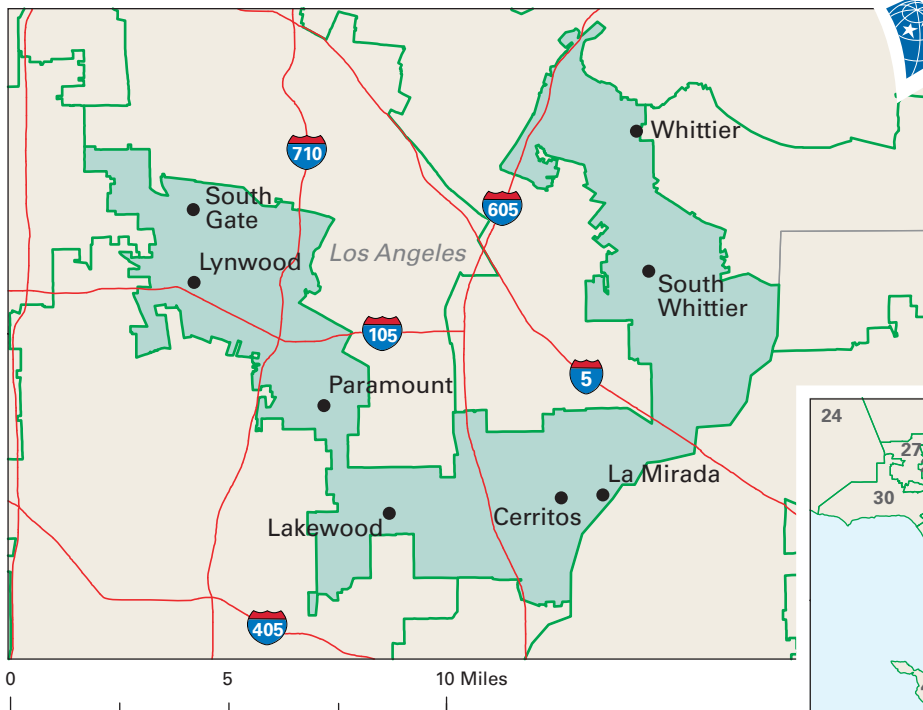 Whittier
710
South
Gate
605
Los Angeles
Lynwood
South
Whittier
105
5
Paramount
24
27
30
La Mirada
Cerritos
Lakewood
405
0
5
10 Miles